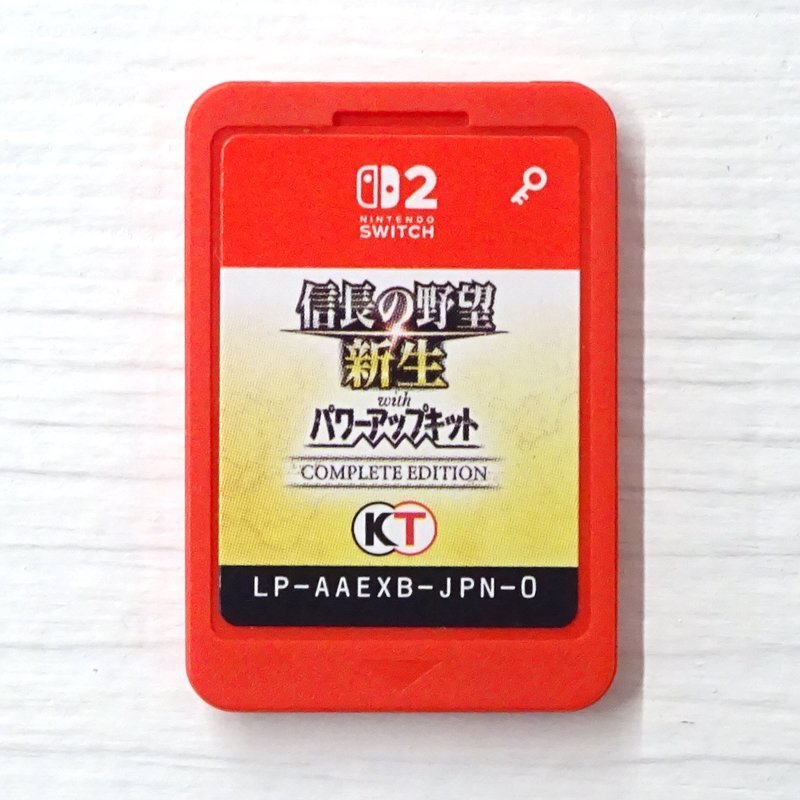 2
NINTENDO
SWITCH
信長の野望
新生
with
パワーアップキット
COMPLETE EDITION
KT
LP-AAEXB-JPN-0